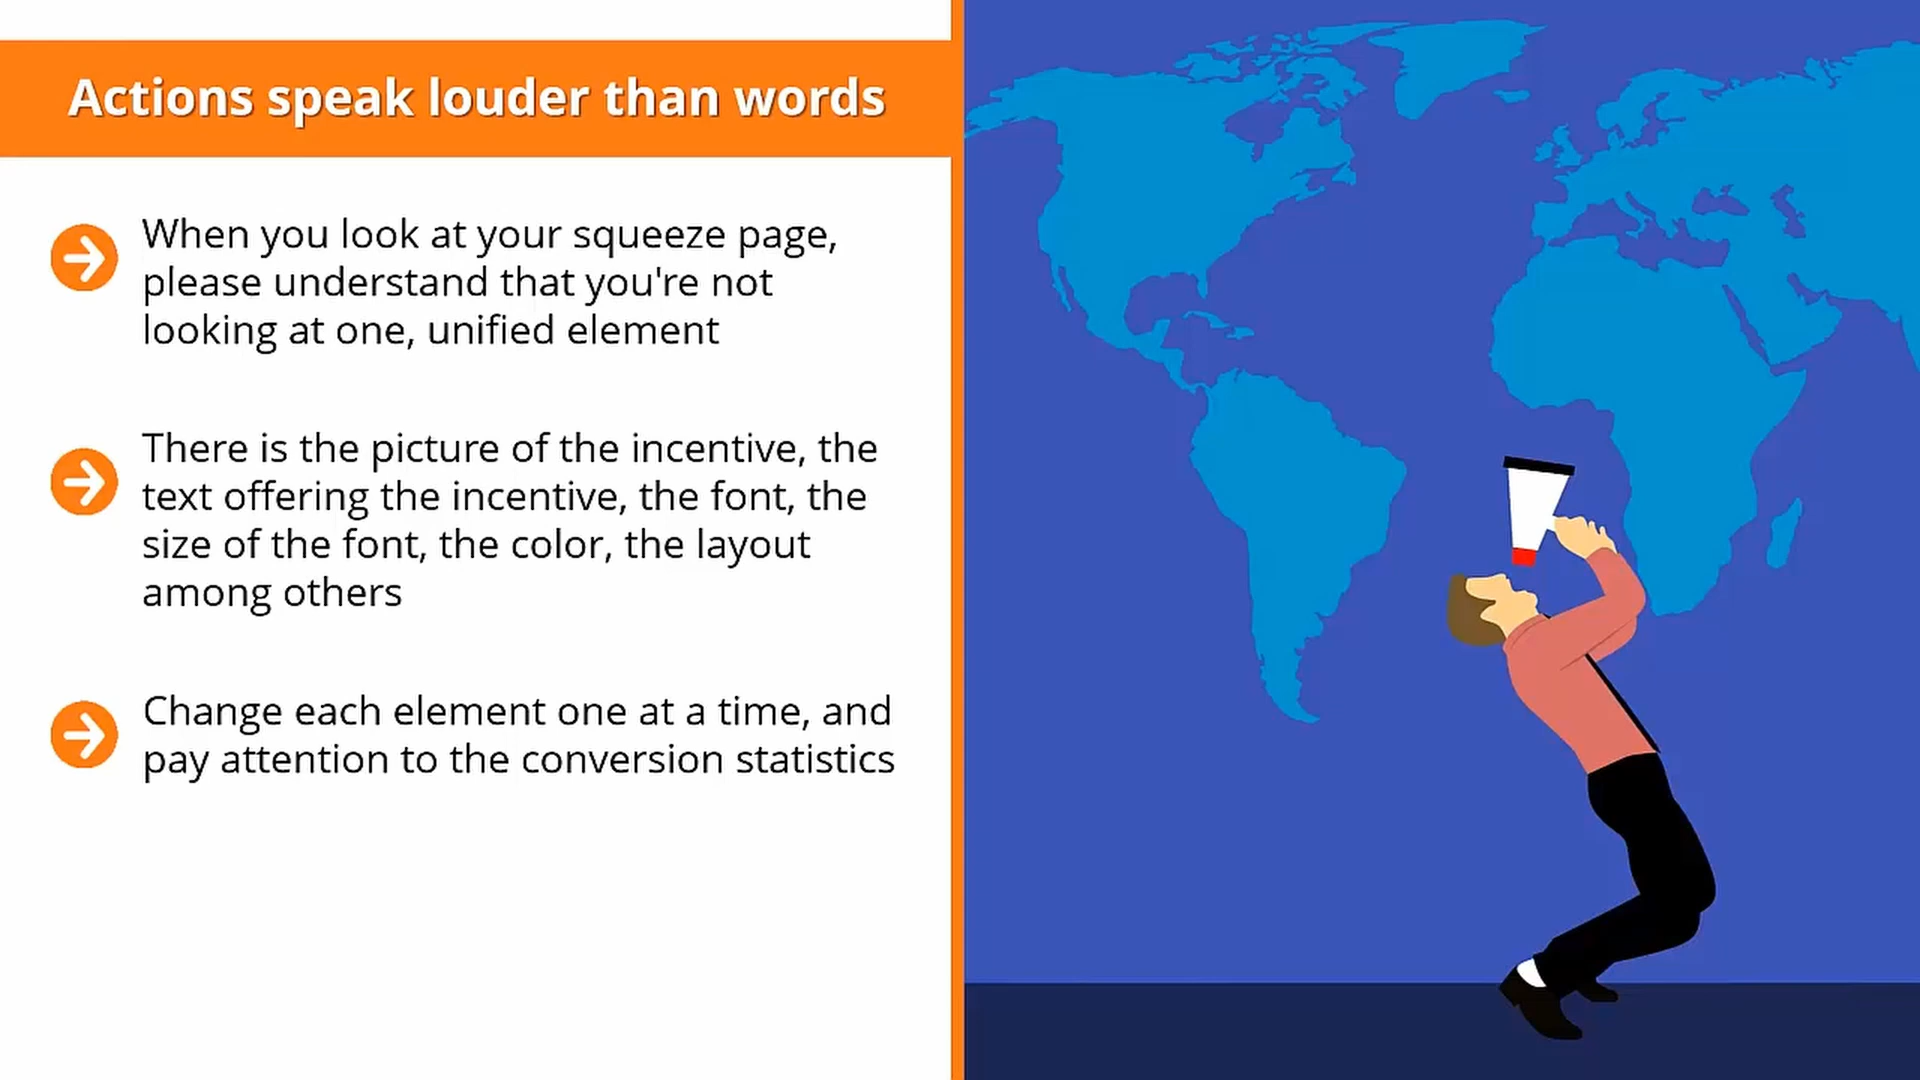 Actions speak louder than words
When you look at your squeeze page,
please understand that you're not
looking at one, unified element
There is the picture of the incentive, the
text offering the incentive, the font, the
size of the font, the color, the layout
among others
Change each element one at a time, and
pay attention to the conversion statistics